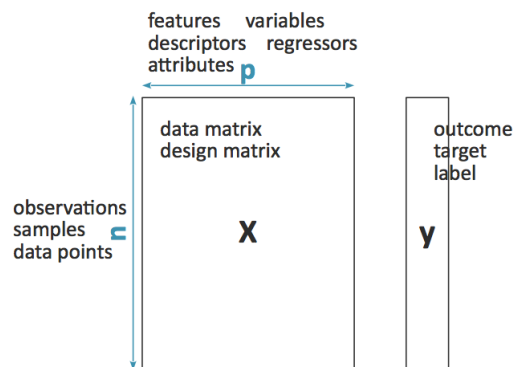 features variables
descriptors regressors
attributes p
data matrix
design matrix
outcome
target
label
observations
samples n
data points
X
y